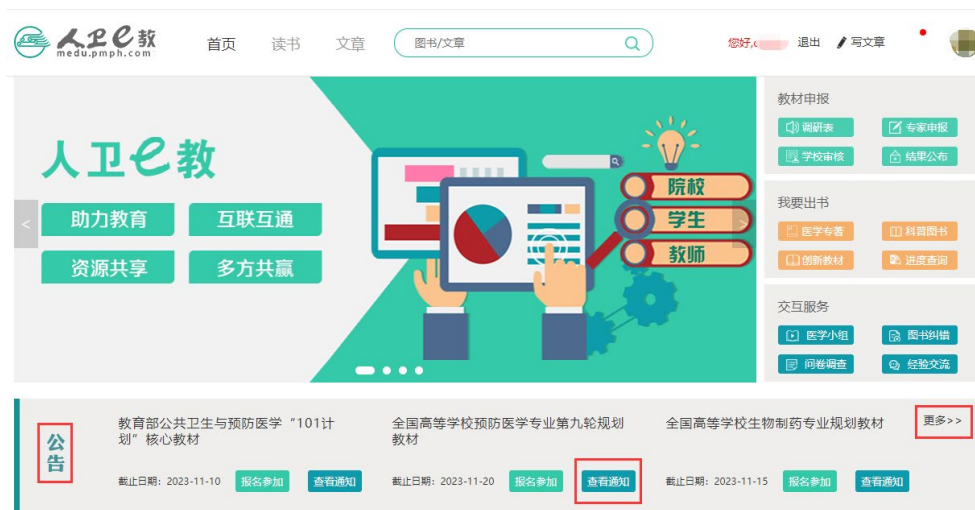 人卫e教
medu.pmph.com
首页
读书
文章
图书/文章
您好,
退出
写文章
人卫e教
助力教育
互联互通
资源共享
多方共赢
院校
学生
教师
<
>
教材申报
调研表
专家申报
学校审核
结果公布
我要出书
医学专著
科普图书
创新教材
进度查询
交互服务
医学小组
图书纠错
问卷调查
经验交流
公告
教育部公共卫生与预防医学“101计
划”核心教材
截止日期: 2023-11-10
报名参加
查看通知
全国高等学校预防医学专业第九轮规划
教材
截止日期: 2023-11-20
报名参加
查看通知
全国高等学校生物制药专业规划教材
截止日期: 2023-11-15
报名参加
查看通知
更多>>